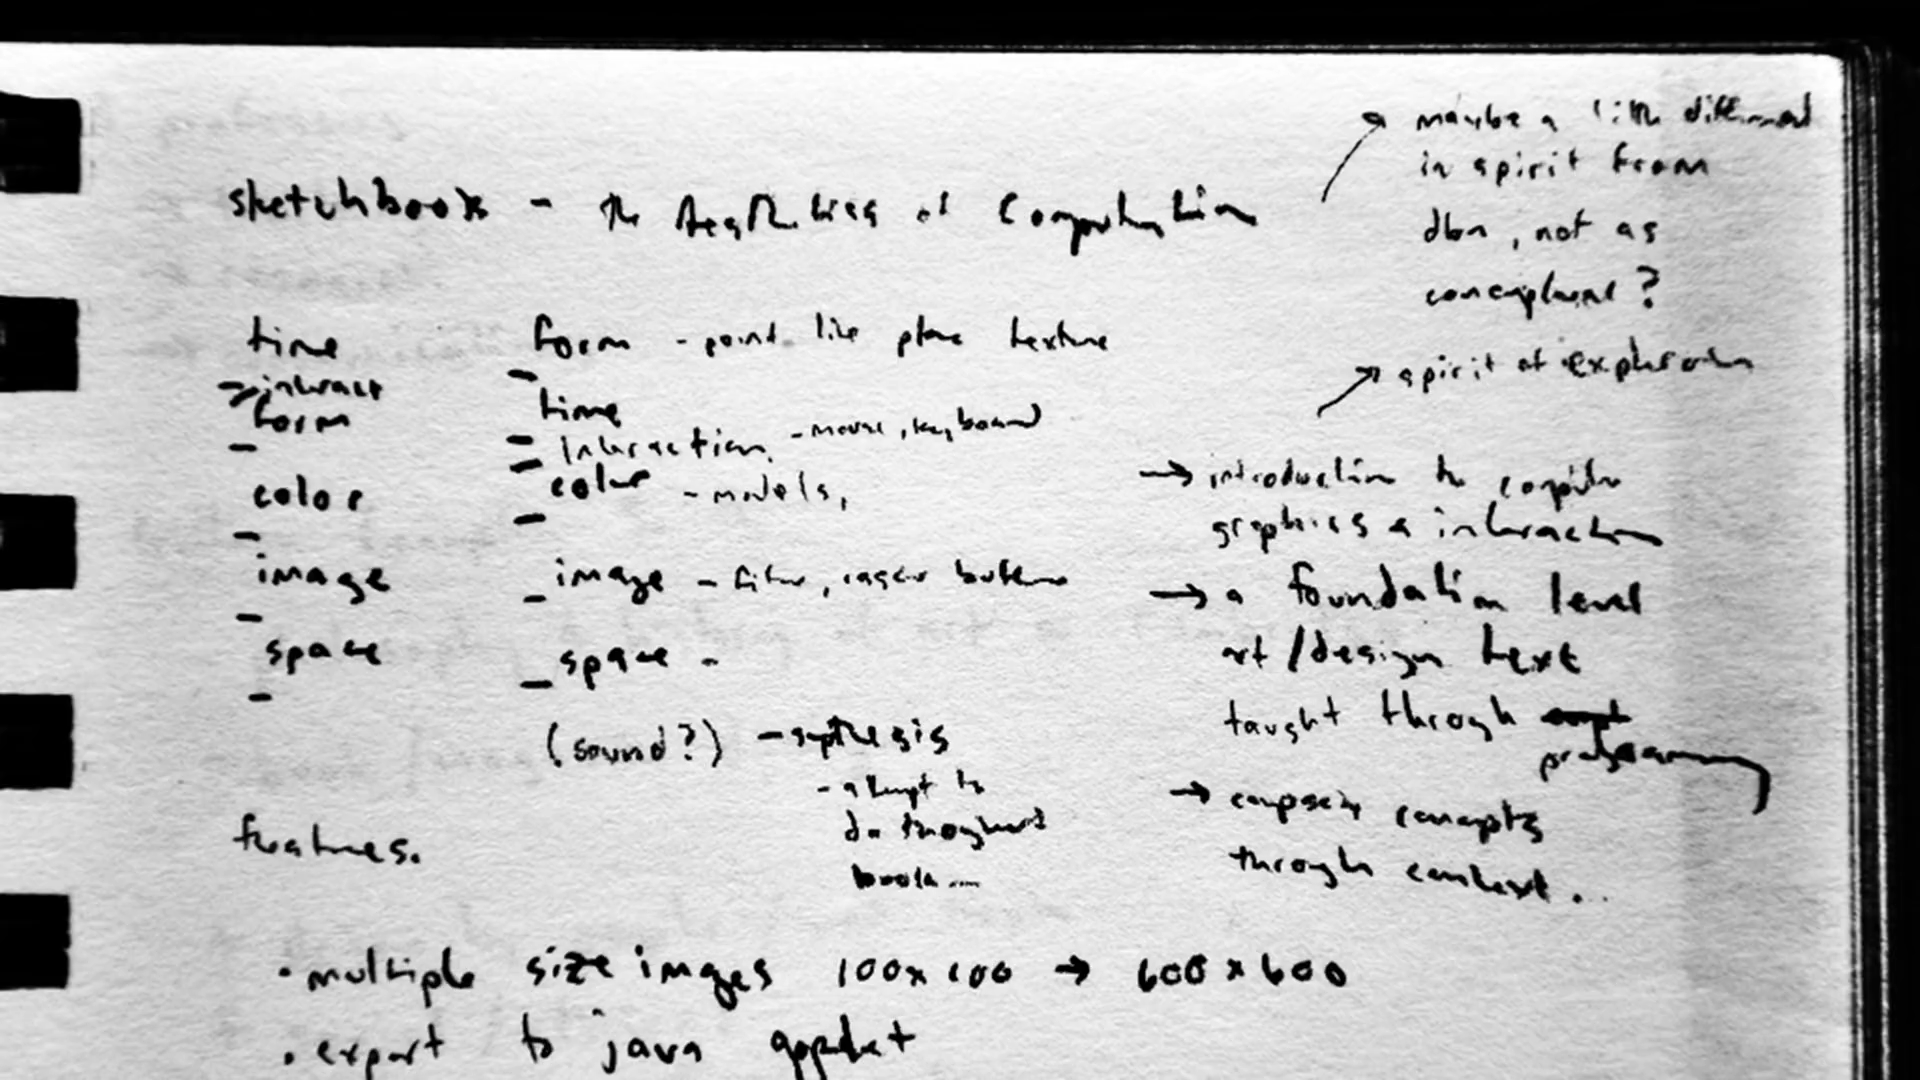 sketchbook - the Aesthetics of Computation
maybe a little different
in spirit from
dbn, not as
conceptual?
spirit of exploration
time
interact
form
color
image
space
form - point line plane texture
time
Interaction - mouse, keyboard
color - models,
image - filter, raster buffers
space -
(sound?) - synthesis
- attempt to
do throughout
book...
introduction to computer
graphics & interaction
→ a foundation level
art/design text
taught through
programming
→ concepts
through context...
features.
• multiple size images 100x100 → 600x600
• export to java applet